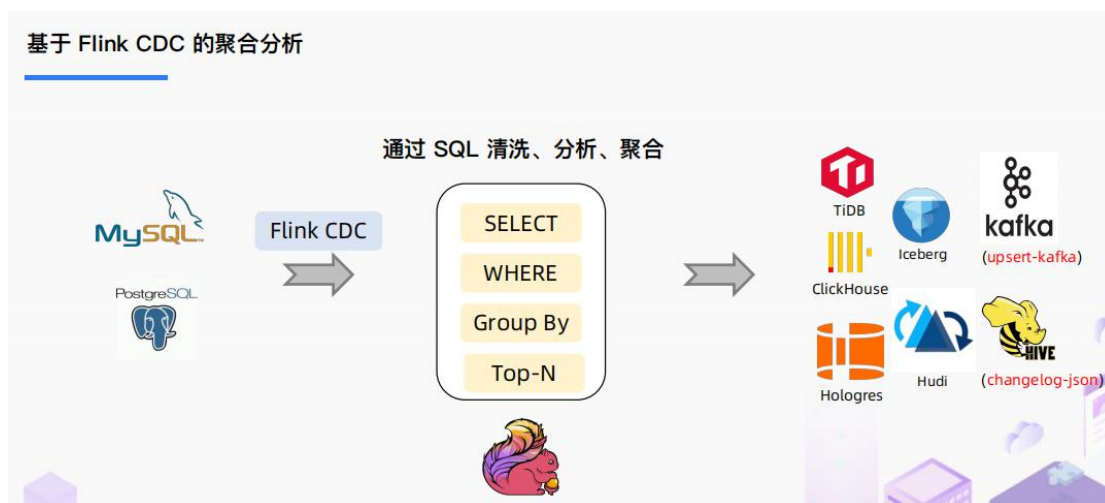 基于 Flink CDC 的聚合分析
通过 SQL 清洗、分析、聚合
MySQL
PostgreSQL
Flink CDC
SELECT
WHERE
Group By
Top-N
TiDB
Iceberg
kafka
(upsert-kafka)
ClickHouse
Hologres
Hudi
HIVE
(changelog-json)